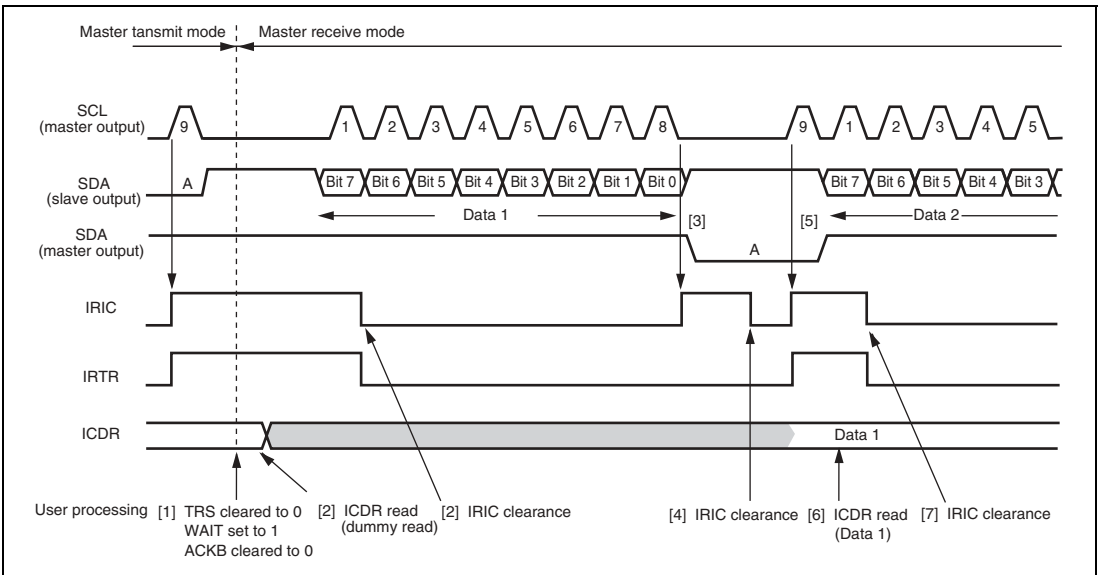 Master tansmit mode Master receive mode
SCL
(master output)
9 1 2 3 4 5 6 7 8 9 1 2 3 4 5
SDA
(slave output)
A Bit 7 Bit 6 Bit 5 Bit 4 Bit 3 Bit 2 Bit 1 Bit 0 Bit 7 Bit 6 Bit 5 Bit 4 Bit 3
Data 1 [3] [5] Data 2
SDA
(master output)
A
IRIC
IRTR
ICDR
Data 1
User processing [1] TRS cleared to 0
WAIT set to 1
ACKB cleared to 0
[2] ICDR read
(dummy read)
[2] IRIC clearance
[4] IRIC clearance
[6] ICDR read
(Data 1)
[7] IRIC clearance